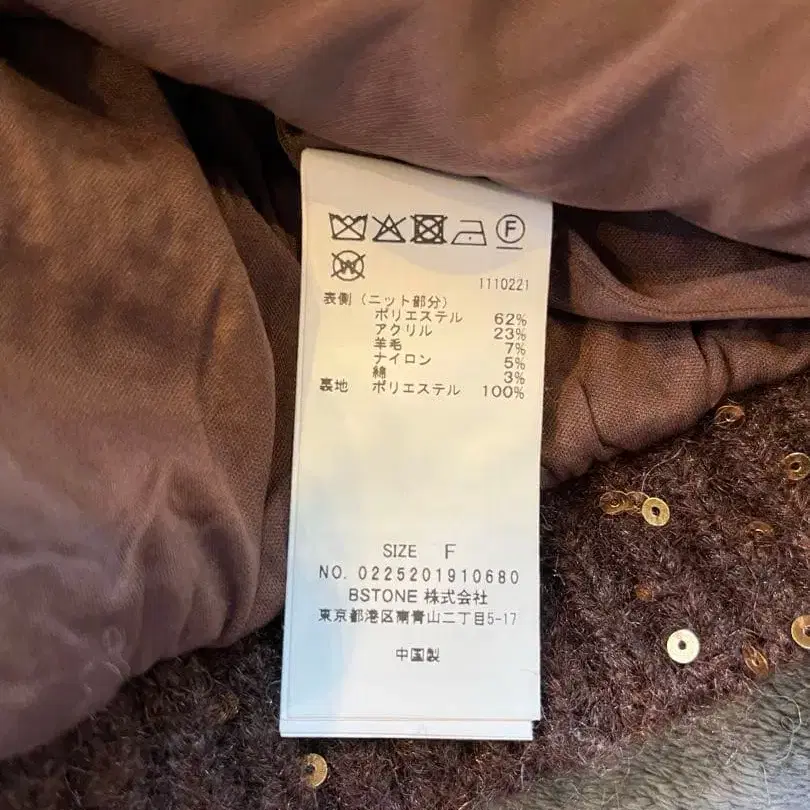 F
W
1110221
表側（ニット部分）
ポリエステル 62%
アクリル 23%
羊毛 7%
ナイロン 5%
綿 3%
裏地 ポリエステル 100%
SIZE F
NO. 0225201910680
BSTONE 株式会社
東京都港区南青山二丁目5-17
中国製